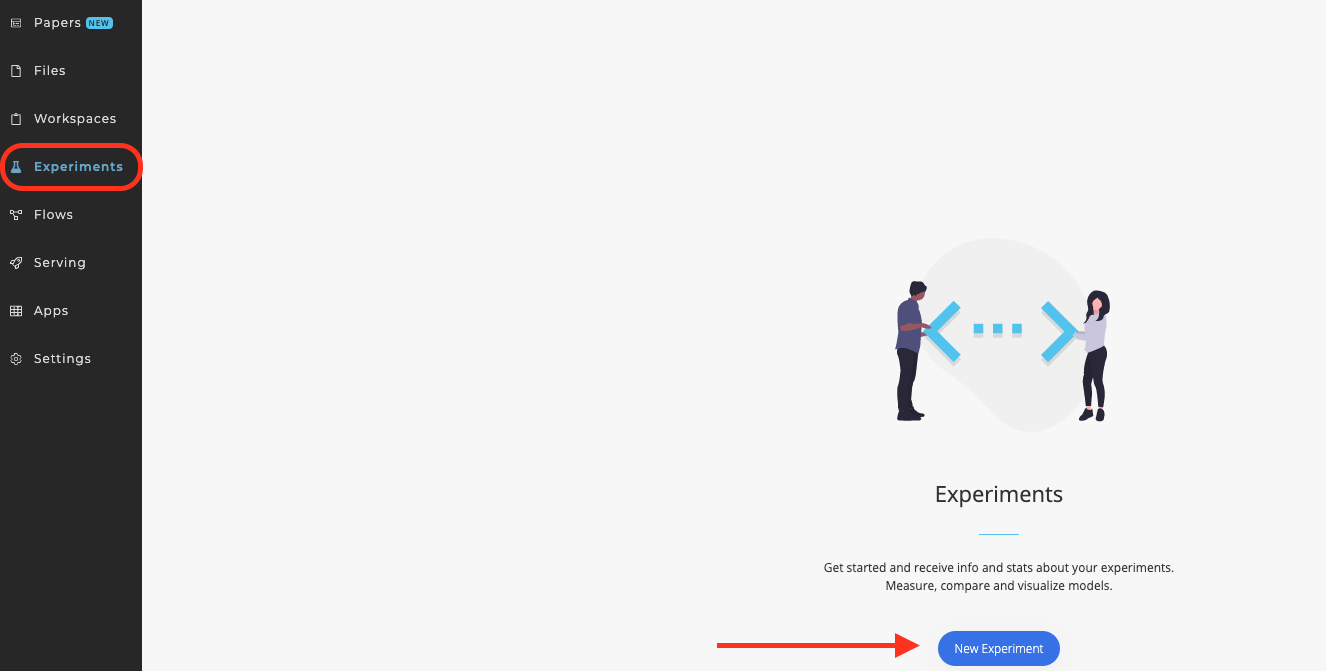 Papers NEW
Files
Workspaces
Experiments
Flows
Serving
Apps
Settings
Experiments
Get started and receive info and stats about your experiments.
Measure, compare and visualize models.
New Experiment